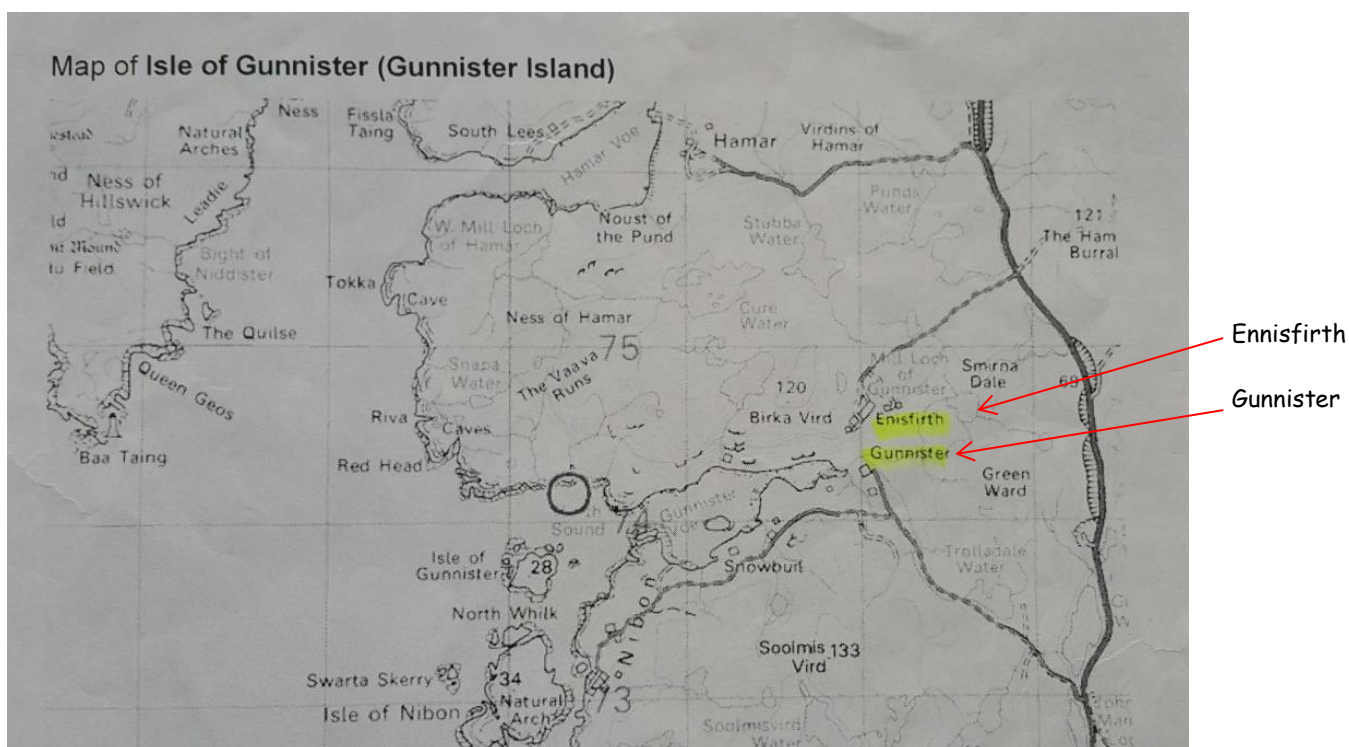 Map of Isle of Gunnister (Gunnister Island)
Ness
Fissla
Taing
South Lees
Hamar Voe
Hamar
Virdins of
Hamar
Natural
Arches
Ness of
Hillswick
Leadie
Bight of
Niddister
to Field
W. Mill Loch
of Hamar
Noust of
the Pund
Stubba
Water
Punds
Water
121
The Ham
Burral
Tokka
Cave
The Quilse
Ness of Hamar
Cure
Water
75
Queen Geos
Snapa
Water
The Vaava
Runs
120
Mill Loch
of
Gunnister
Smirna
Dale
69
Ennisfirth
Gunnister
Riva
Caves
Birka Vird
Enisfirth
Baa Taing
Red Head
Gunnister
Green
Ward
Sound
74
Gunnister
Voe
Isle of
Gunnister
28
Snowbuil
Trolladale
Water
North Whilk
Nibon
Soolmis 133
Vird
Swarta Skerry
34
Isle of Nibon
Natural
Arch
73
Soolmisvird
Water